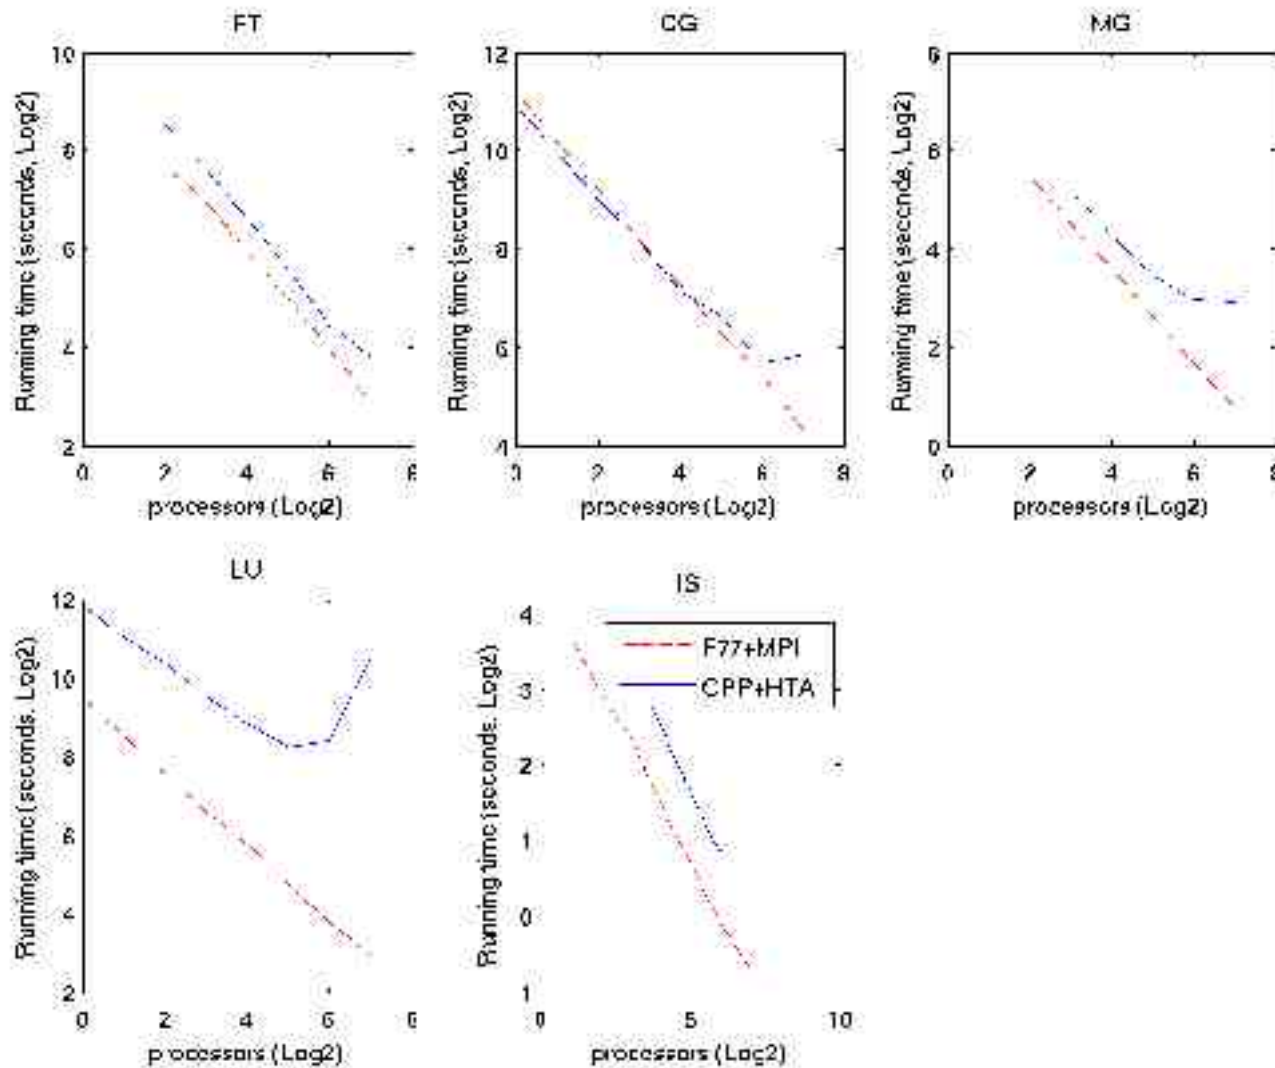 FT
CG
MG
10
8
6
4
2
0 2 4 6 8
Running time (seconds, Log2)
processors (Log2)
12
10
8
6
4
0 2 4 6 8
Running time (seconds, Log2)
processors (Log2)
8
6
4
2
0
0 2 4 6 8
Running time (seconds, Log2)
processors (Log2)
LU
IS
12
10
8
6
4
2
0 2 4 6 8
Running time (seconds, Log2)
processors (Log2)
4
3
2
1
0
1
0 5 10
Running time (seconds, Log2)
processors (Log2)
F77+MPI
CPP+HTA